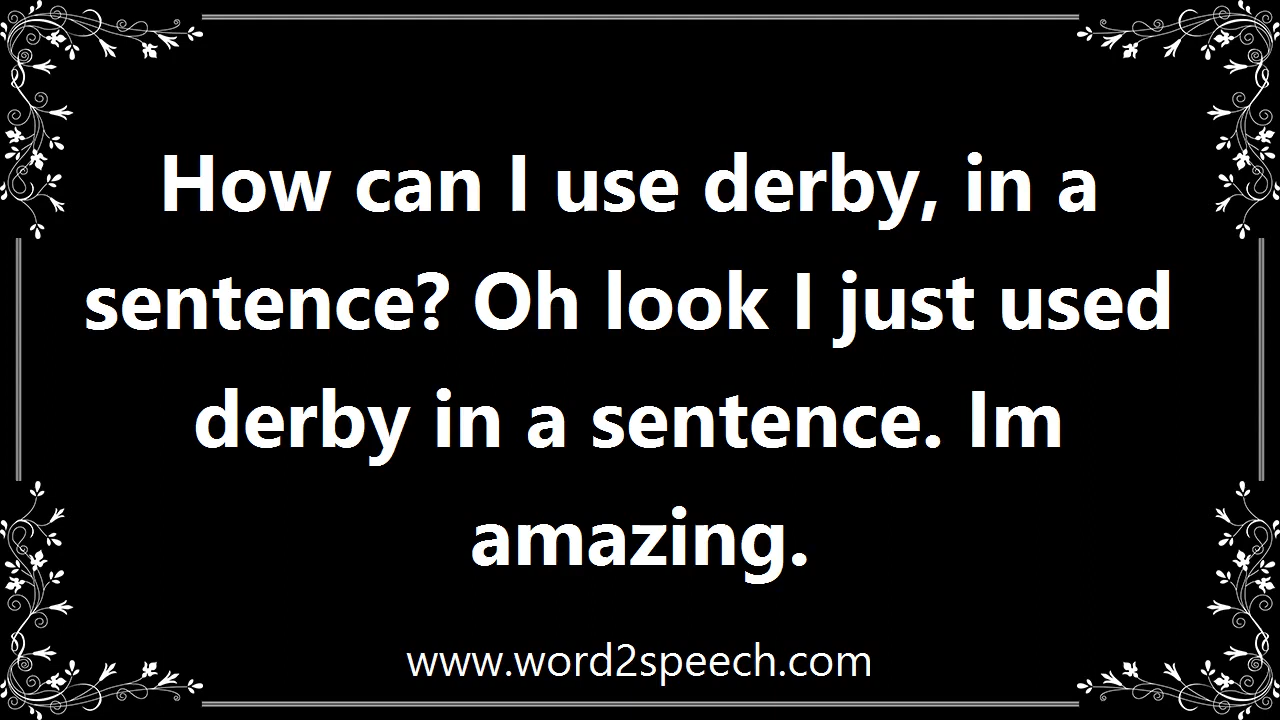 How can I use derby, in a
sentence? Oh look I just used
derby in a sentence. Im
amazing.
www.word2speech.com